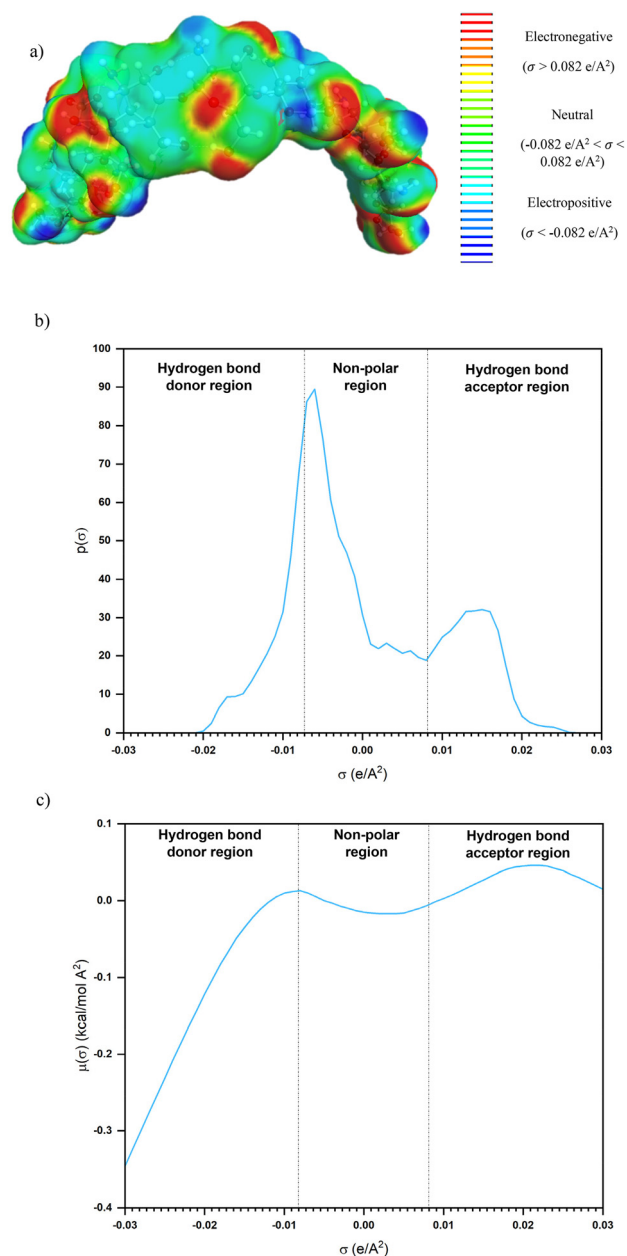 a)
Electronegative
(σ > 0.082 e/A²)
Neutral
(-0.082 e/A² < σ <
0.082 e/A²)
Electropositive
(σ < -0.082 e/A²)
b)
100
90
80
70
60
50
40
30
20
10
0
p(σ)
Hydrogen bond
donor region
Non-polar
region
Hydrogen bond
acceptor region
-0.03
-0.02
-0.01
0.00
0.01
0.02
0.03
σ (e/A²)
c)
0.1
0.0
-0.1
-0.2
-0.3
-0.4
μ(σ) (kcal/mol A²)
Hydrogen bond
donor region
Non-polar
region
Hydrogen bond
acceptor region
-0.03
-0.02
-0.01
0.00
0.01
0.02
0.03
σ (e/A²)